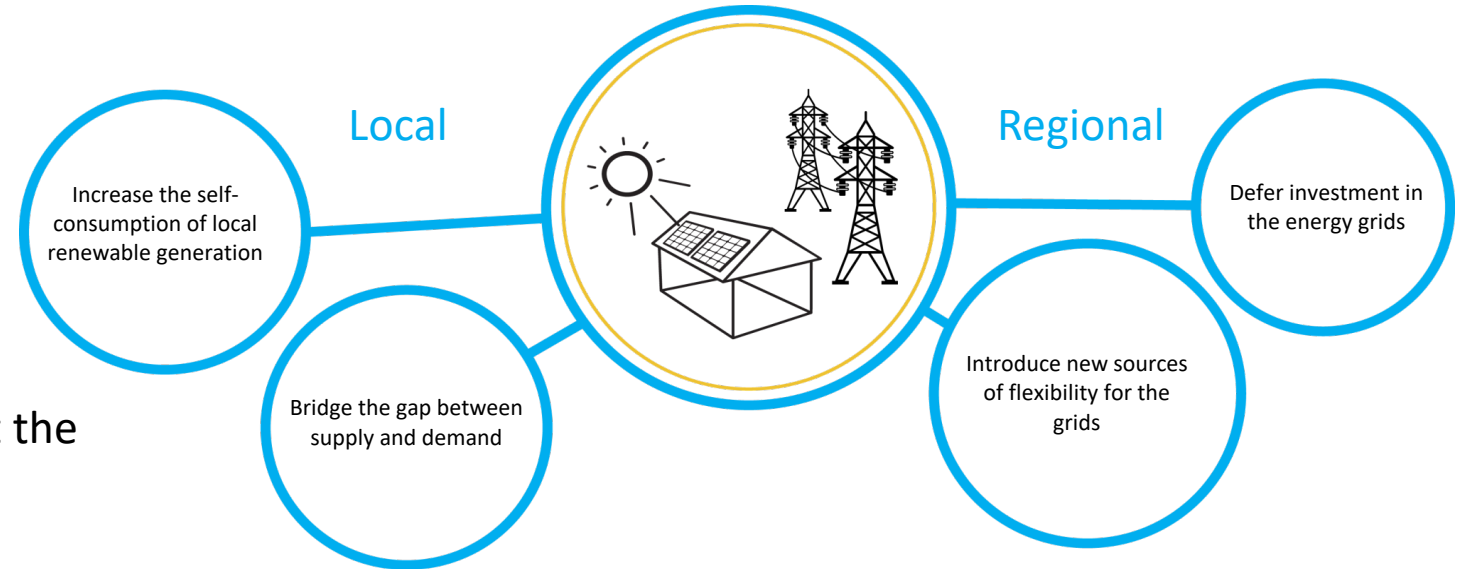 Local
Increase the self-
consumption of local
renewable generation
Bridge the gap between
supply and demand
Regional
Defer investment in
the energy grids
Introduce new sources
of flexibility for the
grids
the